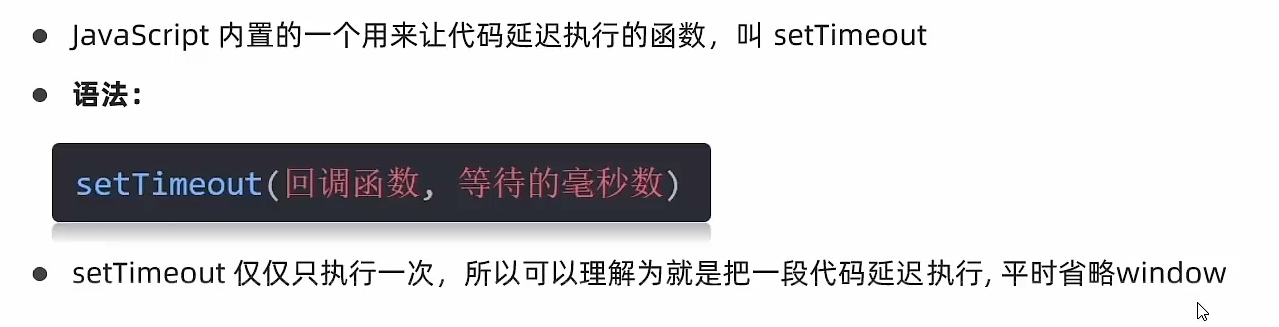 JavaScript 内置的一个用来让代码延迟执行的函数，叫 setTimeout
语法：
setTimeout(回调函数, 等待的毫秒数)
setTimeout 仅仅只执行一次，所以可以理解为就是把一段代码延迟执行, 平时省略window